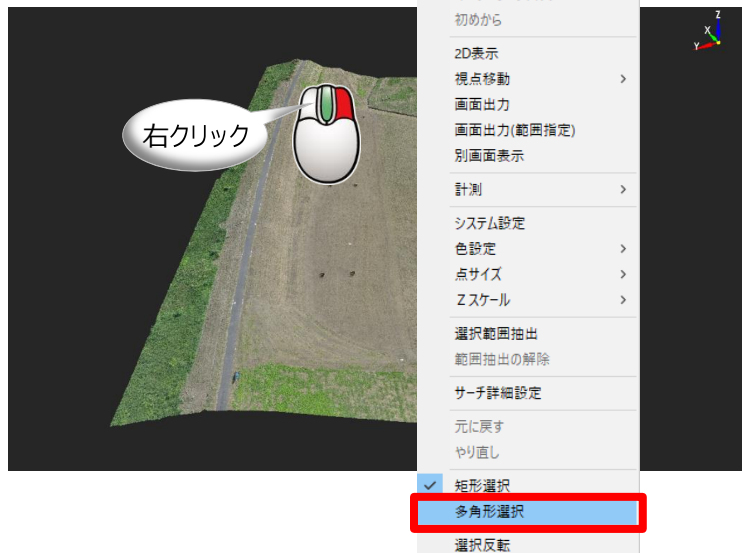 初めから
2D表示
視点移動
画面出力
画面出力(範囲指定)
別画面表示
計測
システム設定
色設定
点サイズ
Zスケール
選択範囲抽出
範囲抽出の解除
サーチ詳細設定
元に戻す
やり直し
矩形選択
多角形選択
選択反転
右クリック
Z
X
Y